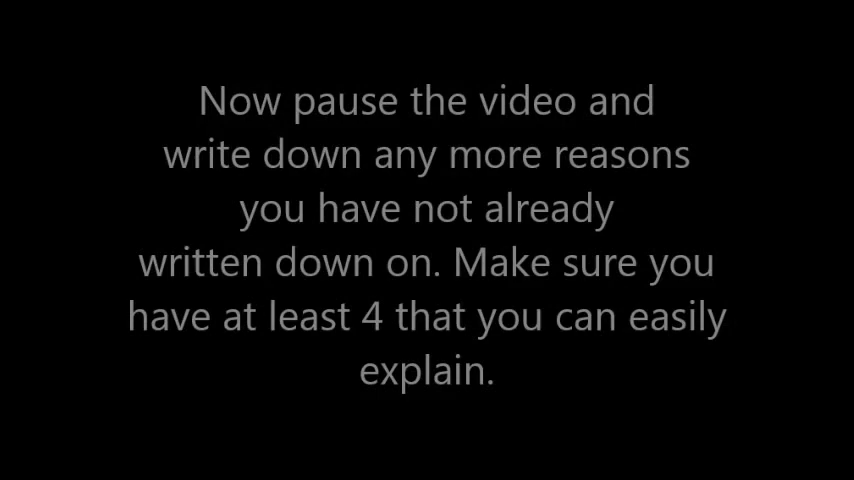 Now pause the video and
write down any more reasons
you have not already
written down on. Make sure you
have at least 4 that you can easily
explain.